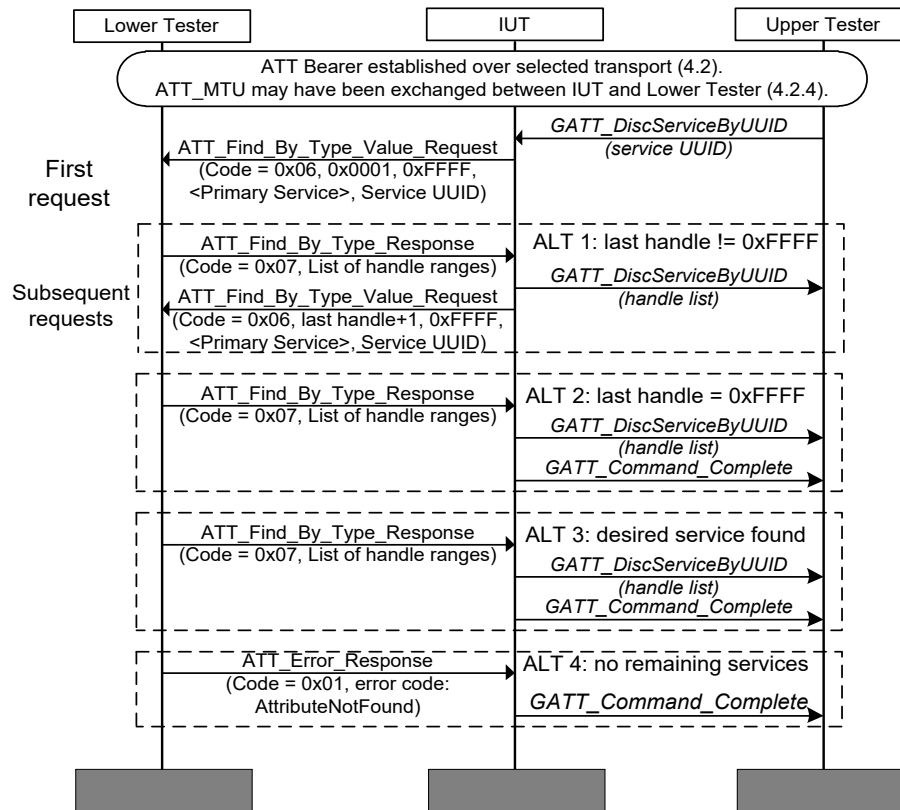 Lower Tester
IUT
Upper Tester
ATT Bearer established over selected transport (4.2).
ATT_MTU may have been exchanged between IUT and Lower Tester (4.2.4).
GATT_DiscServiceByUUID
(service UUID)
First
request
ATT_Find_By_Type_Value_Request
(Code = 0x06, 0x0001, 0xFFFF,
<Primary Service>, Service UUID)
Subsequent
requests
ATT_Find_By_Type_Response
(Code = 0x07, List of handle ranges)
ALT 1: last handle != 0xFFFF
GATT_DiscServiceByUUID
(handle list)
ATT_Find_By_Type_Value_Request
(Code = 0x06, last handle+1, 0xFFFF,
<Primary Service>, Service UUID)
ATT_Find_By_Type_Response
(Code = 0x07, List of handle ranges)
ALT 2: last handle = 0xFFFF
GATT_DiscServiceByUUID
(handle list)
GATT_Command_Complete
ATT_Find_By_Type_Response
(Code = 0x07, List of handle ranges)
ALT 3: desired service found
GATT_DiscServiceByUUID
(handle list)
GATT_Command_Complete
ATT_Error_Response
(Code = 0x01, error code:
AttributeNotFound)
ALT 4: no remaining services
GATT_Command_Complete